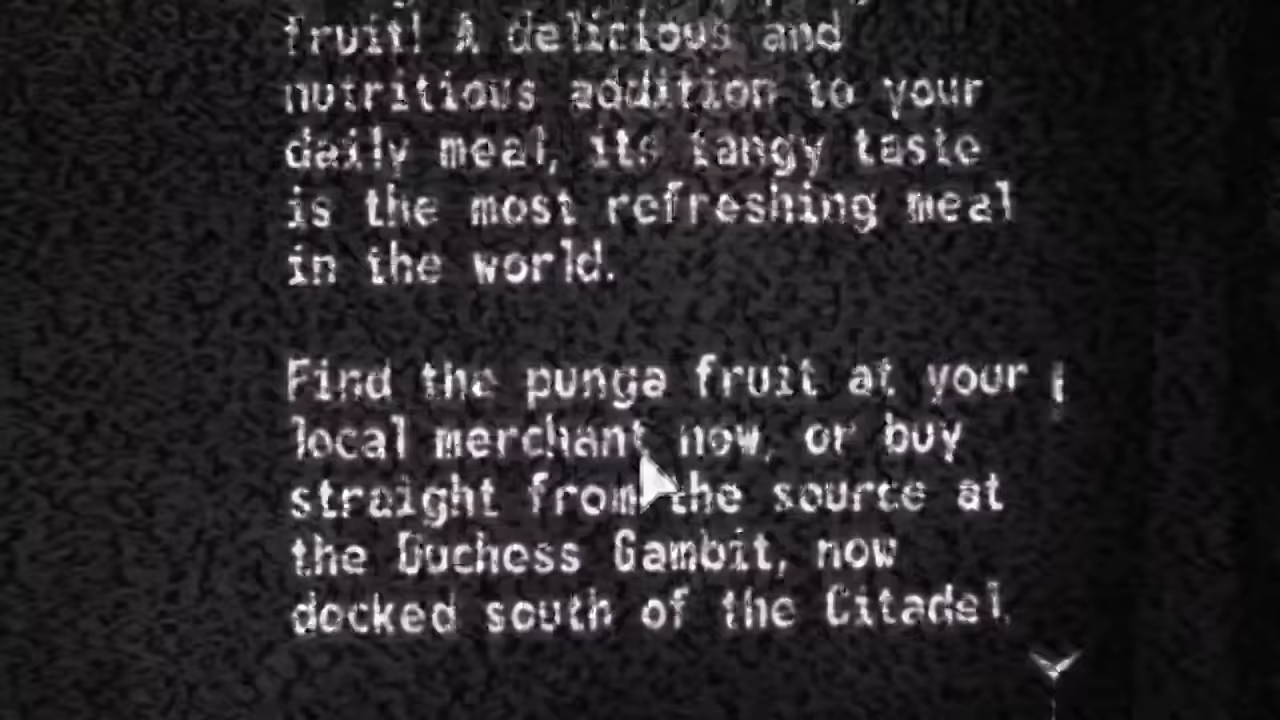 fruit! A delicious and
nutritious addition to your
daily meal, its tangy taste
is the most refreshing meal
in the world.
Find the punga fruit at your
local merchant now, or buy
straight from the source at
the Duchess Gambit, now
docked south of the Citadel.